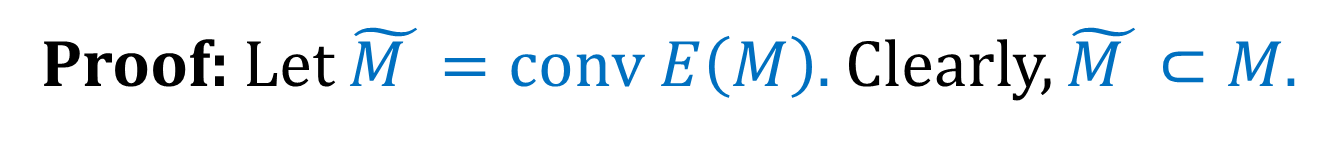 Proof: Let M̃ = conv E(M). Clearly, M̃ ⊂ M.